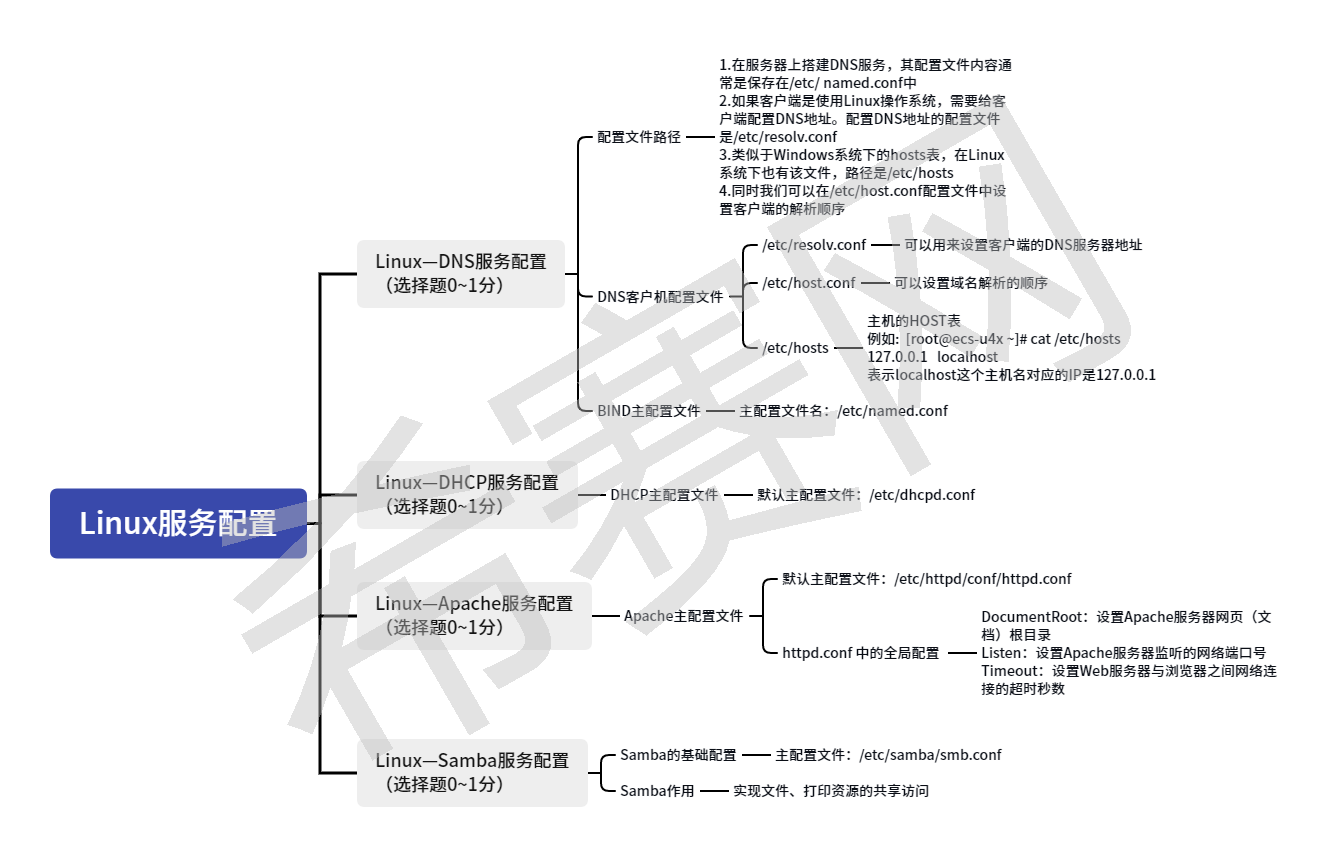 Linux服务配置
Linux—DNS服务配置
（选择题0~1分）
配置文件路径
1.在服务器上搭建DNS服务，其配置文件内容通
常是保存在/etc/ named.conf中
2.如果客户端是使用Linux操作系统，需要给客
户端配置DNS地址。配置DNS地址的配置文件
是/etc/resolv.conf
3.类似于Windows系统下的hosts表，在Linux
系统下也有该文件，路径是/etc/hosts
4.同时我们可以在/etc/host.conf配置文件中设
置客户端的解析顺序
DNS客户机配置文件
/etc/resolv.conf
可以用来设置客户端的DNS服务器地址
/etc/host.conf
可以设置域名解析的顺序
/etc/hosts
主机的HOST表
例如:  [root@ecs-u4x ~]# cat /etc/hosts
127.0.0.1   localhost
表示localhost这个主机名对应的IP是127.0.0.1
BIND主配置文件
主配置文件名：/etc/named.conf
Linux—DHCP服务配置
（选择题0~1分）
DHCP主配置文件
默认主配置文件：/etc/dhcpd.conf
Linux—Apache服务配置
（选择题0~1分）
Apache主配置文件
默认主配置文件：/etc/httpd/conf/httpd.conf
httpd.conf 中的全局配置
DocumentRoot：设置Apache服务器网页（文
档）根目录
Listen：设置Apache服务器监听的网络端口号
Timeout：设置Web服务器与浏览器之间网络连
接的超时秒数
Linux—Samba服务配置
（选择题0~1分）
Samba的基础配置
主配置文件：/etc/samba/smb.conf
Samba作用
实现文件、打印资源的共享访问
希赛网